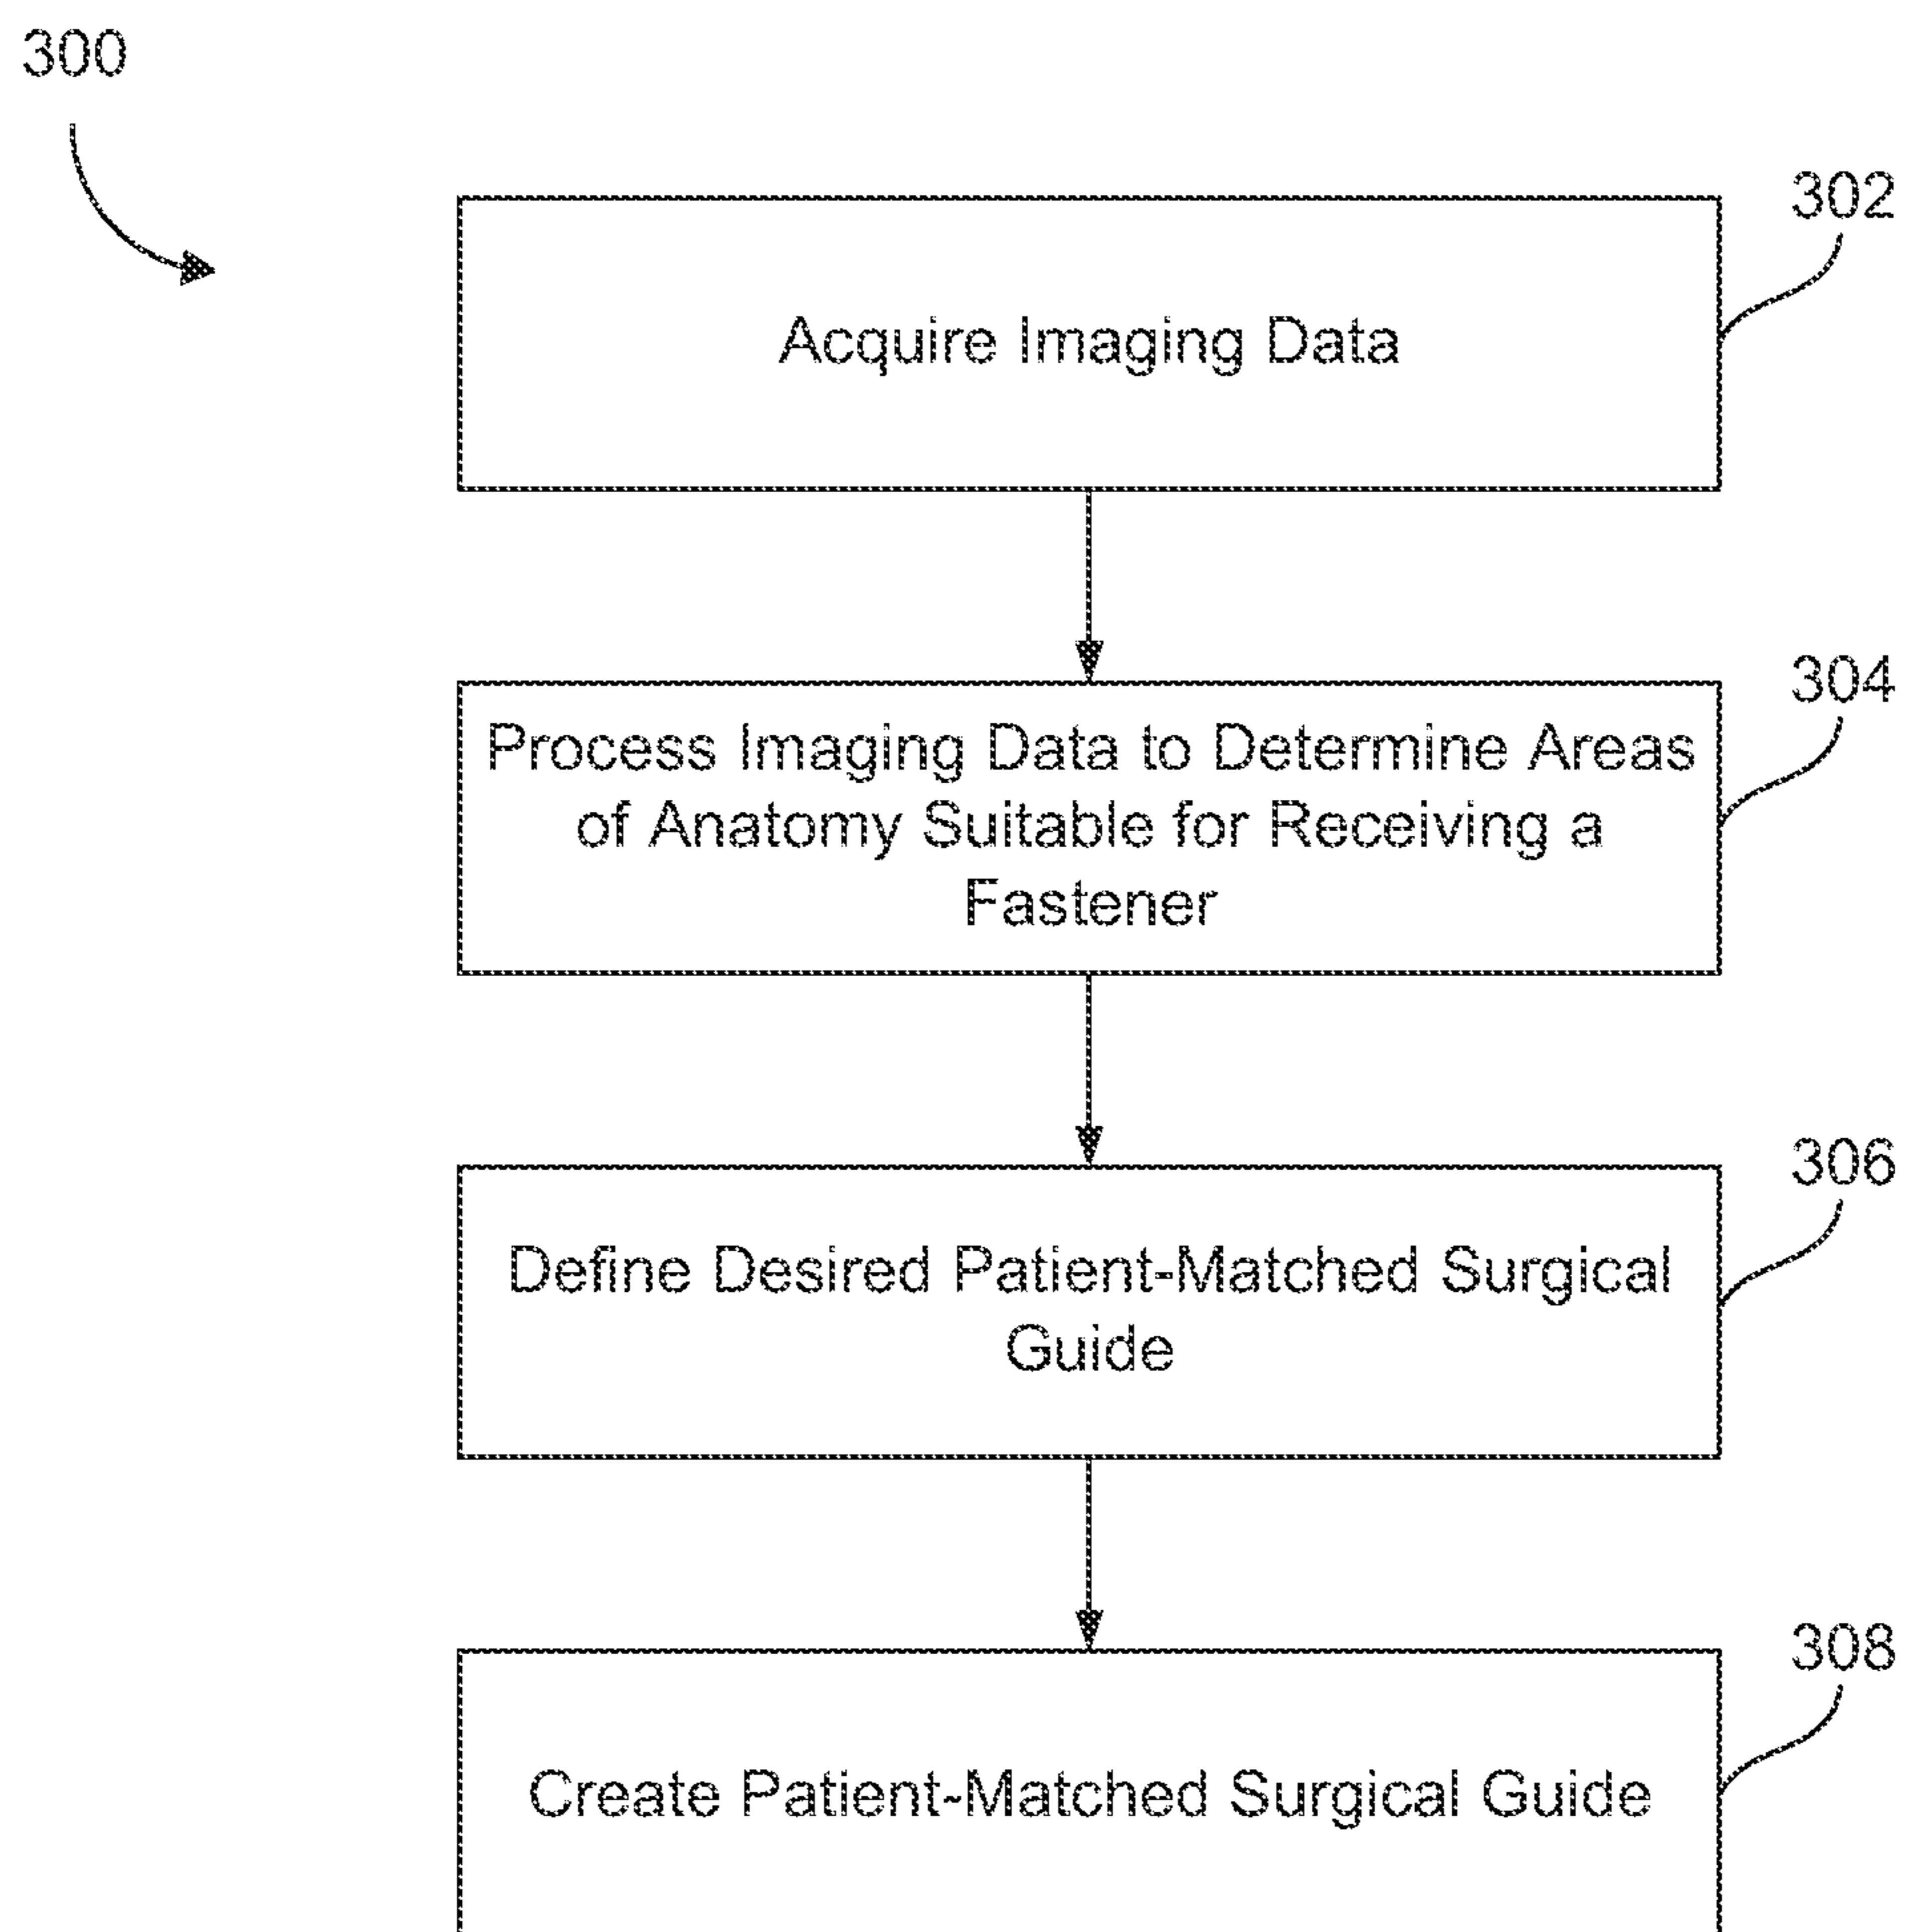 300
302
Acquire Imaging Data
304
Process Imaging Data to Determine Areas
of Anatomy Suitable for Receiving a
Fastener
306
Define Desired Patient-Matched Surgical
Guide
308
Create Patient-Matched Surgical Guide